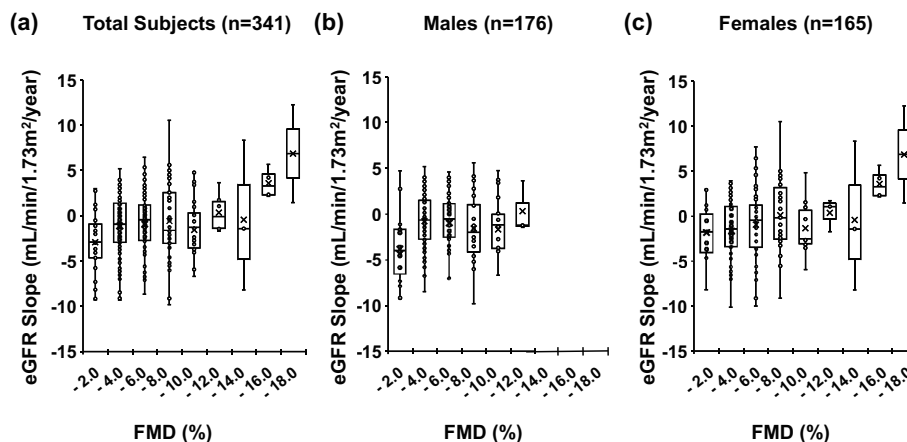 (a) Total Subjects (n=341)
eGFR Slope (mL/min/1.73m²/year)
15
10
5
0
-5
-10
-15
- 2.0 - 4.0 - 6.0 - 8.0 - 10.0 - 12.0 - 14.0 - 16.0 - 18.0
FMD (%)
(b) Males (n=176)
eGFR Slope (mL/min/1.73m²/year)
15
10
5
0
-5
-10
-15
- 2.0 - 4.0 - 6.0 - 8.0 - 10.0 - 12.0 - 14.0 - 16.0 - 18.0
FMD (%)
(c) Females (n=165)
eGFR Slope (mL/min/1.73m²/year)
15
10
5
0
-5
-10
-15
- 2.0 - 4.0 - 6.0 - 8.0 - 10.0 - 12.0 - 14.0 - 16.0 - 18.0
FMD (%)